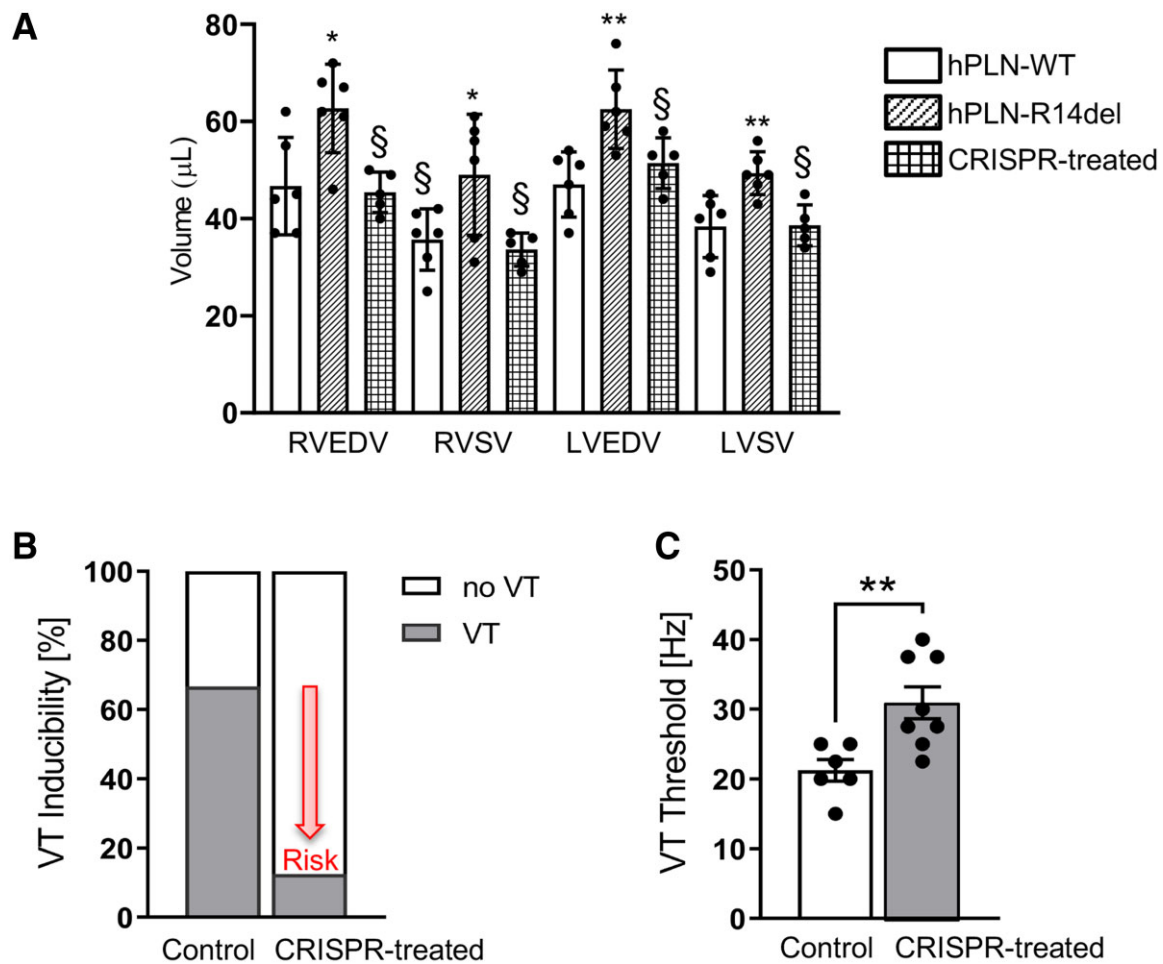 A
80
60
40
20
0
Volume (μL)
* § § * § ** § ** §
RVEDV RVSV LVEDV LVSV
hPLN-WT
hPLN-R14del
CRISPR-treated
B
100
80
60
40
20
0
VT Inducibility [%]
Risk
Control CRISPR-treated
no VT
VT
C
50
40
30
20
10
0
VT Threshold [Hz]
**
Control CRISPR-treated